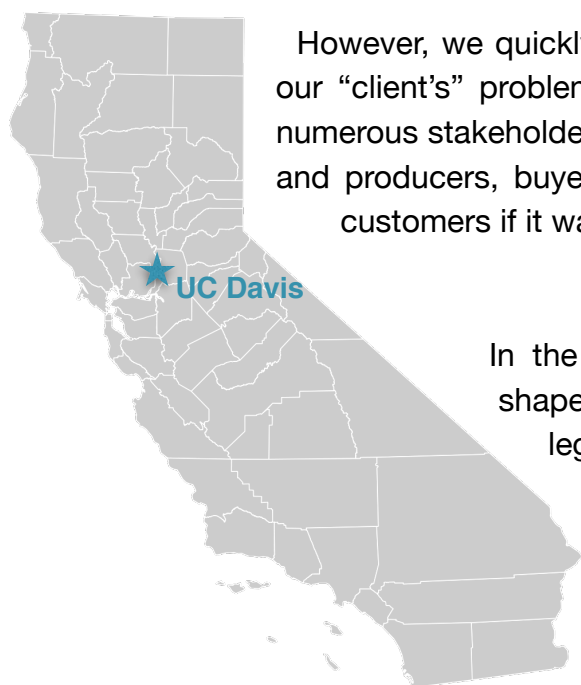 However, we quickly
our “client's” problem
numerous stakeholde
and producers, buye
customers if it wa
UC Davis
In the
shape
leg